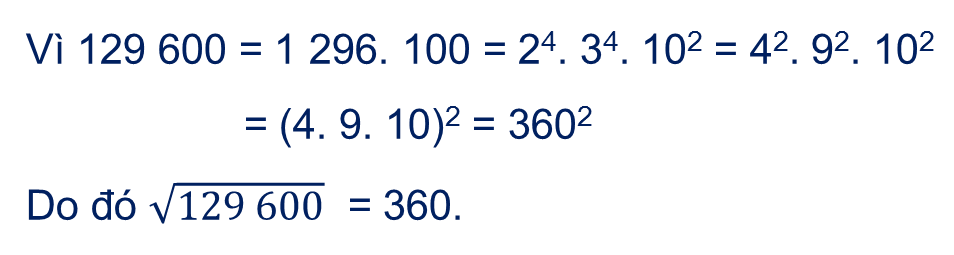 Vì 129 600 = 1 296. 100 = 2⁴. 3⁴. 10² = 4². 9². 10²
= (4. 9. 10)² = 360²
Do đó √129 600 = 360.